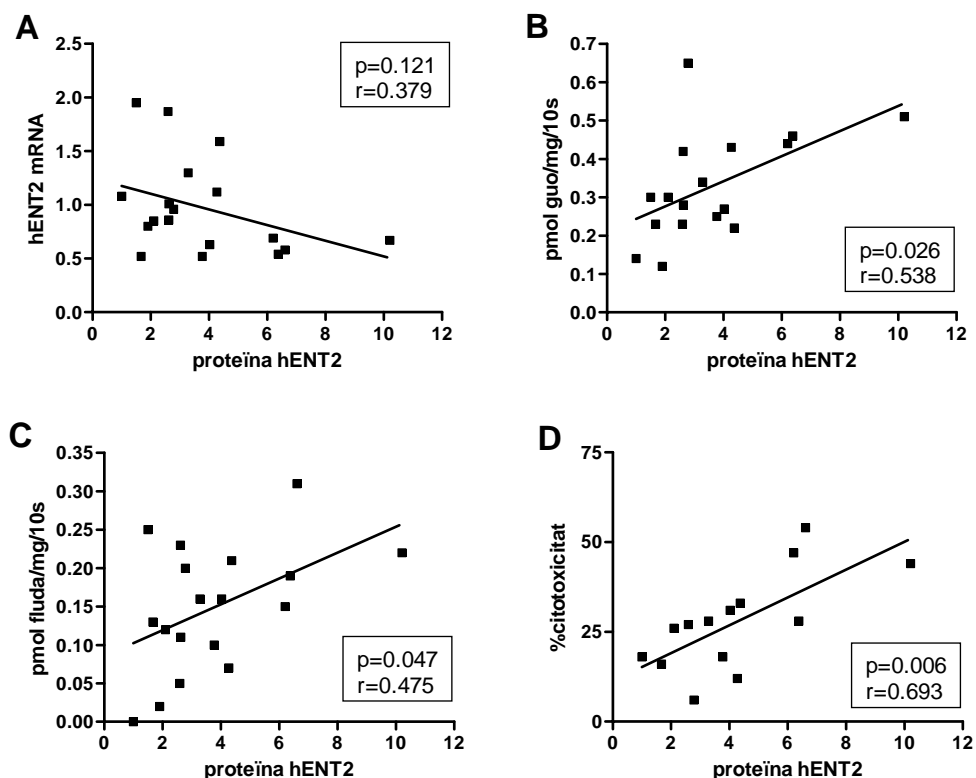 A
p=0.121
r=0.379
hENT2 mRNA
2.5
2.0
1.5
1.0
0.5
0.0
0 2 4 6 8 10 12
proteïna hENT2
B
pmol guo/mg/10s
0.7
0.6
0.5
0.4
0.3
0.2
0.1
0.0
p=0.026
r=0.538
0 2 4 6 8 10 12
proteïna hENT2
C
pmol fluda/mg/10s
0.35
0.30
0.25
0.20
0.15
0.10
0.05
0.00
p=0.047
r=0.475
0 2 4 6 8 10 12
proteïna hENT2
D
%citotoxicitat
75
50
25
0
p=0.006
r=0.693
0 2 4 6 8 10 12
proteïna hENT2